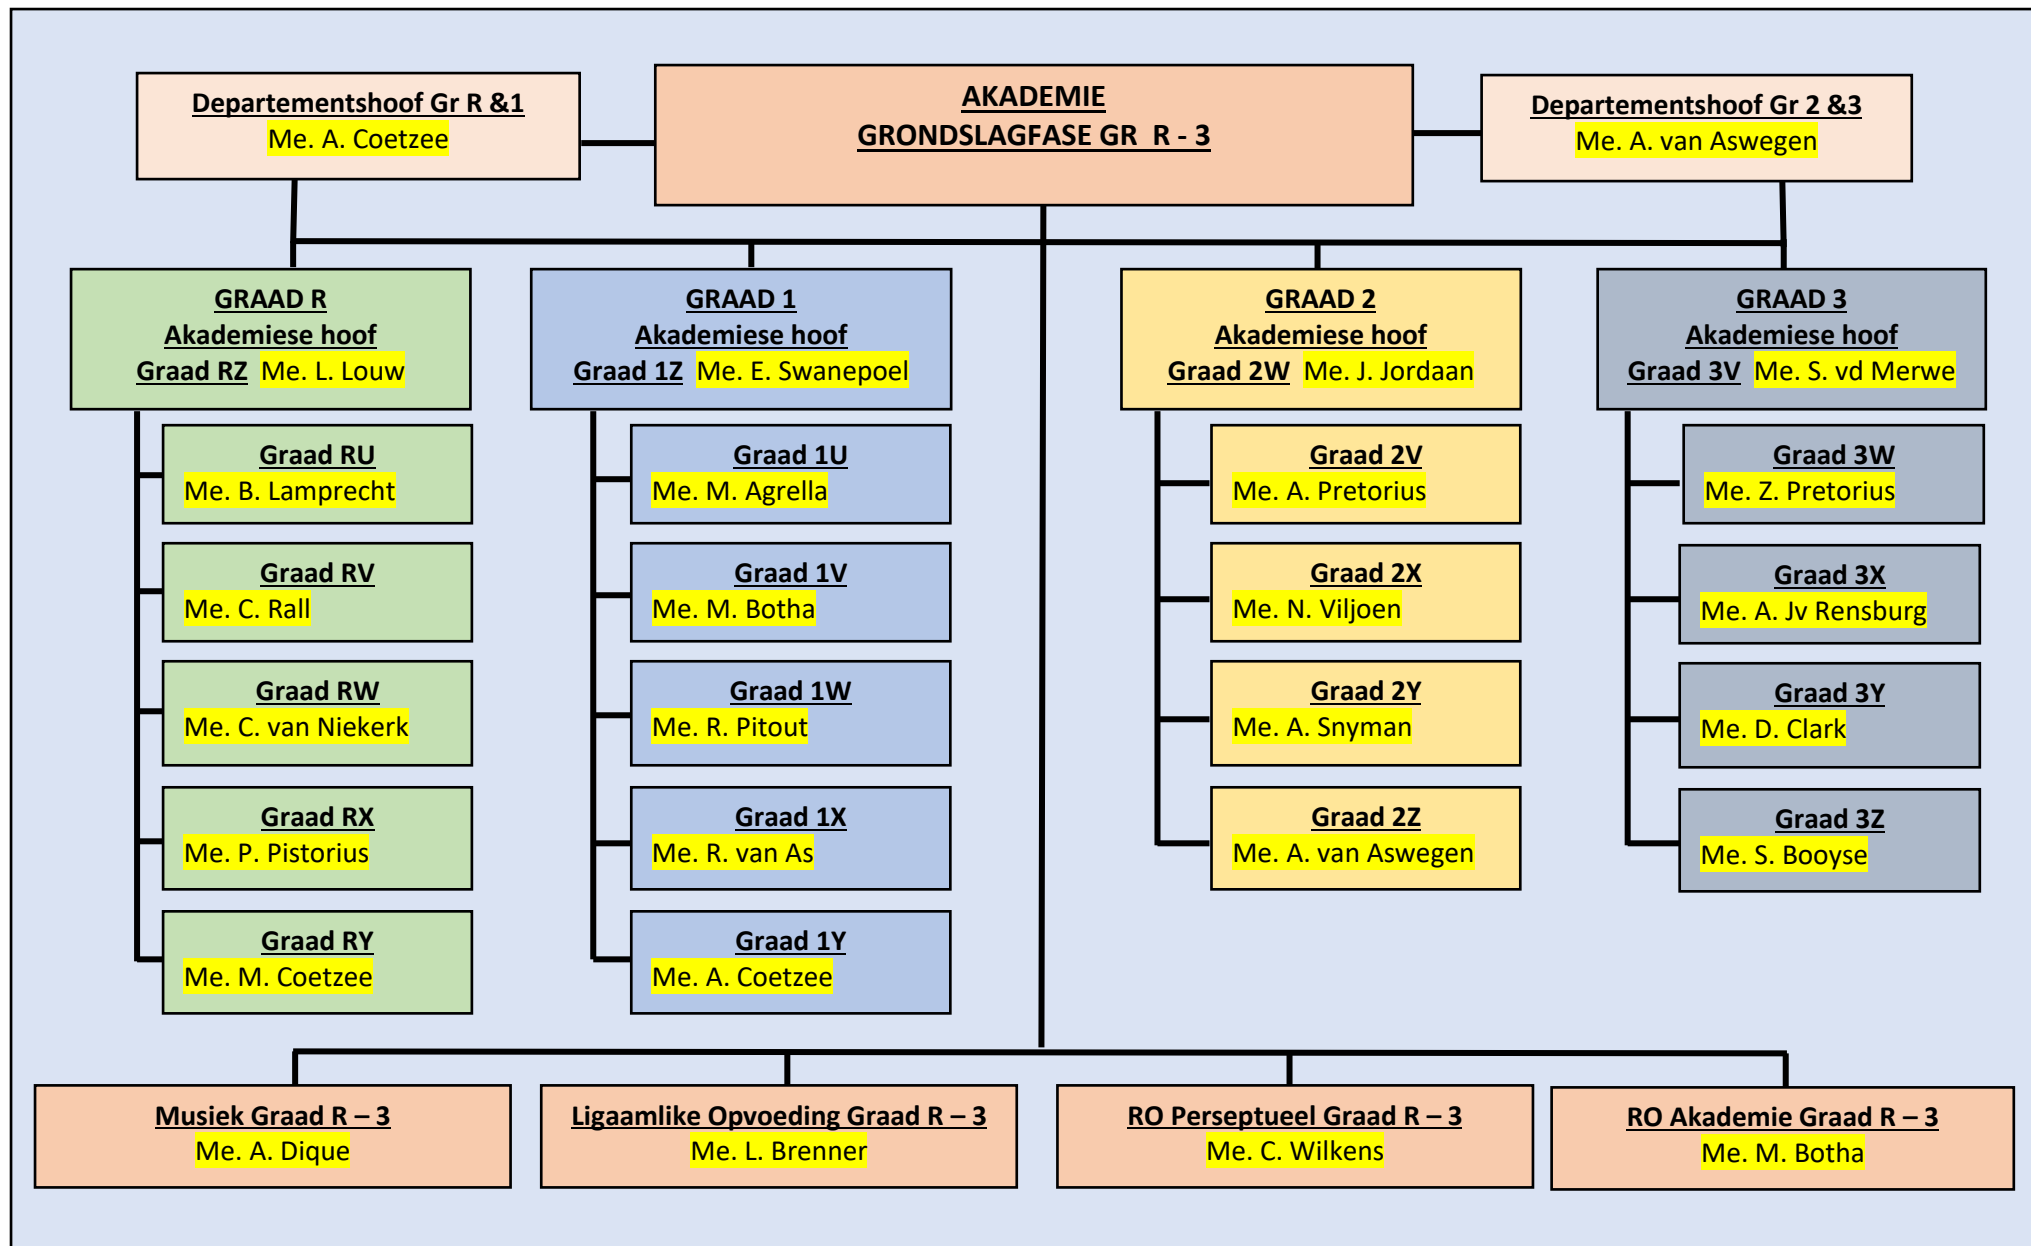 Departementshoof Gr R &1
Me. A. Coetzee
AKADEMIE
GRONDSLAGFASE GR R - 3
Departementshoof Gr 2 &3
Me. A. van Aswegen
GRAAD R
Akademiese hoof
Graad RZ Me. L. Louw
Graad RU
Me. B. Lamprecht
Graad RV
Me. C. Rall
Graad RW
Me. C. van Niekerk
Graad RX
Me. P. Pistorius
Graad RY
Me. M. Coetzee
GRAAD 1
Akademiese hoof
Graad 1Z Me. E. Swanepoel
Graad 1U
Me. M. Agrella
Graad 1V
Me. M. Botha
Graad 1W
Me. R. Pitout
Graad 1X
Me. R. van As
Graad 1Y
Me. A. Coetzee
GRAAD 2
Akademiese hoof
Graad 2W Me. J. Jordaan
Graad 2V
Me. A. Pretorius
Graad 2X
Me. N. Viljoen
Graad 2Y
Me. A. Snyman
Graad 2Z
Me. A. van Aswegen
GRAAD 3
Akademiese hoof
Graad 3V Me. S. vd Merwe
Graad 3W
Me. Z. Pretorius
Graad 3X
Me. A. Jv Rensburg
Graad 3Y
Me. D. Clark
Graad 3Z
Me. S. Booyse
Musiek Graad R – 3
Me. A. Dique
Ligaamlike Opvoeding Graad R – 3
Me. L. Brenner
RO Perseptueel Graad R – 3
Me. C. Wilkens
RO Akademie Graad R – 3
Me. M. Botha